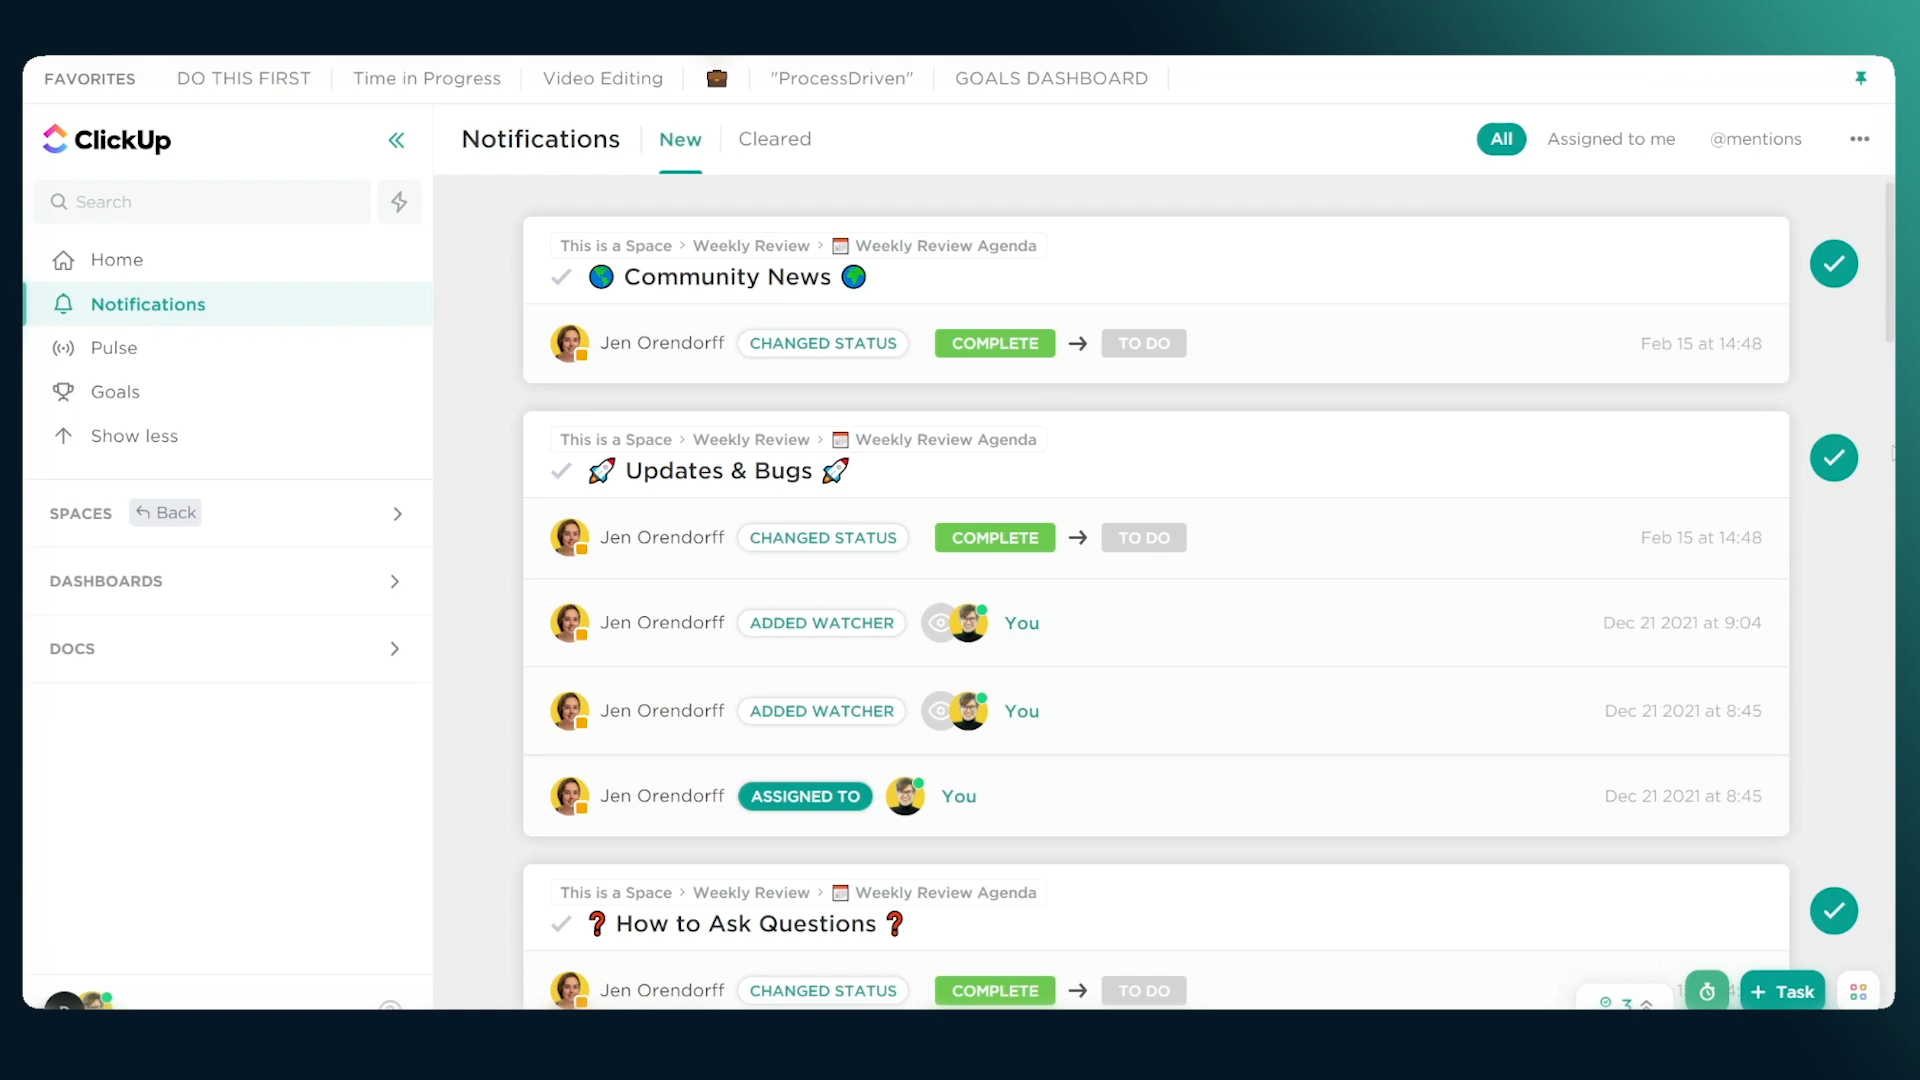 FAVORITES DO THIS FIRST Time in Progress Video Editing "ProcessDriven" GOALS DASHBOARD
ClickUp
Search
Home
Notifications
Pulse
Goals
Show less
SPACES Back
DASHBOARDS
DOCS
Notifications New Cleared All Assigned to me @mentions
This is a Space > Weekly Review > Weekly Review Agenda
Community News
Jen Orendorff CHANGED STATUS COMPLETE → TO DO Feb 15 at 14:48
This is a Space > Weekly Review > Weekly Review Agenda
Updates & Bugs
Jen Orendorff CHANGED STATUS COMPLETE → TO DO Feb 15 at 14:48
Jen Orendorff ADDED WATCHER You Dec 21 2021 at 9:04
Jen Orendorff ADDED WATCHER You Dec 21 2021 at 8:45
Jen Orendorff ASSIGNED TO You Dec 21 2021 at 8:45
This is a Space > Weekly Review > Weekly Review Agenda
❓ How to Ask Questions ❓
Jen Orendorff CHANGED STATUS COMPLETE → TO DO
3
+ Task